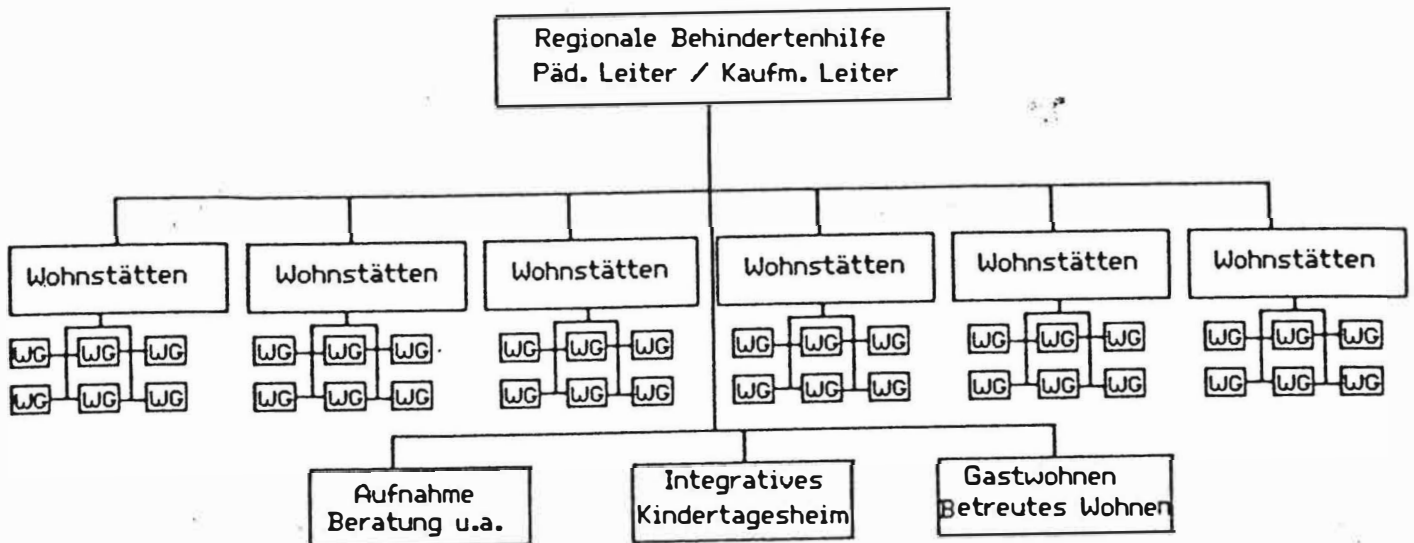 Regionale Behindertenhilfe
Päd. Leiter / Kaufm. Leiter
Wohnstätten Wohnstätten Wohnstätten Wohnstätten Wohnstätten Wohnstätten
WG WG WG WG WG WG WG WG WG WG WG WG WG WG WG WG WG WG
WG WG WG WG WG WG WG WG WG WG WG WG WG WG WG WG WG WG
Aufnahme
Beratung u.a.
Integratives
Kindertagesheim
Gastwohnen
Betreutes Wohnen